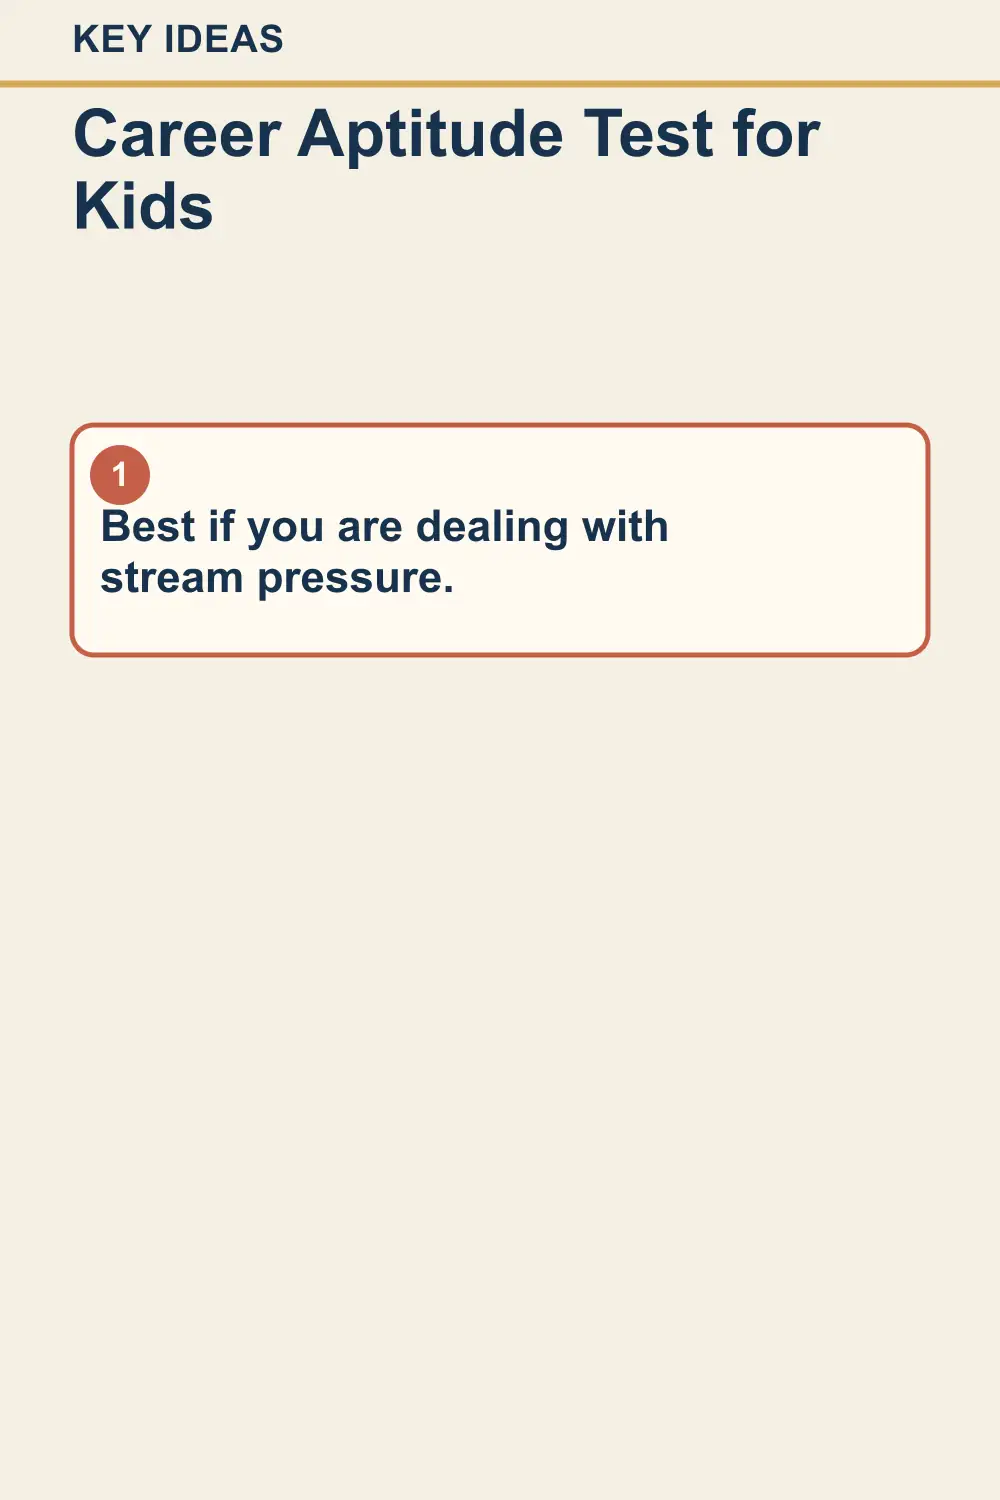 KEY IDEAS
Career Aptitude Test for
Kids
1
Best if you are dealing with
stream pressure.